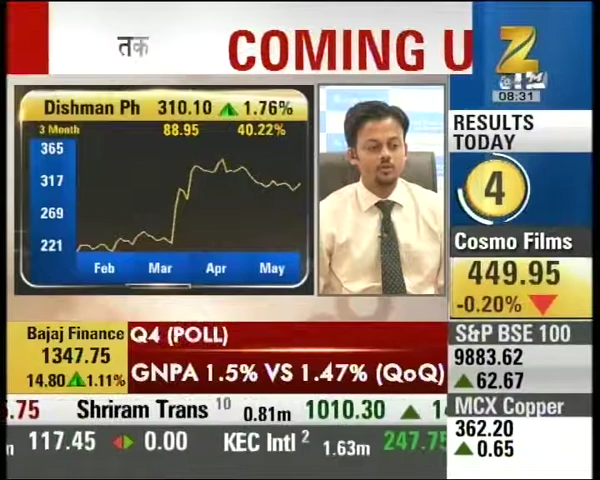 तक
COMING U
Z
08:31
Dishman Ph 310.10 1.76%
3 Month 88.95 40.22%
365
317
269
221
Feb Mar Apr May
RESULTS
TODAY
4
Cosmo Films
449.95
-0.20%
Bajaj Finance
1347.75
14.80 1.11%
Q4 (POLL)
GNPA 1.5% VS 1.47% (QoQ)
S&P BSE 100
9883.62
62.67
MCX Copper
362.20
0.65
.75 Shriram Trans 10 0.81m 1010.30 14
m 117.45 0.00 KEC Intl 2 1.63m 247.75